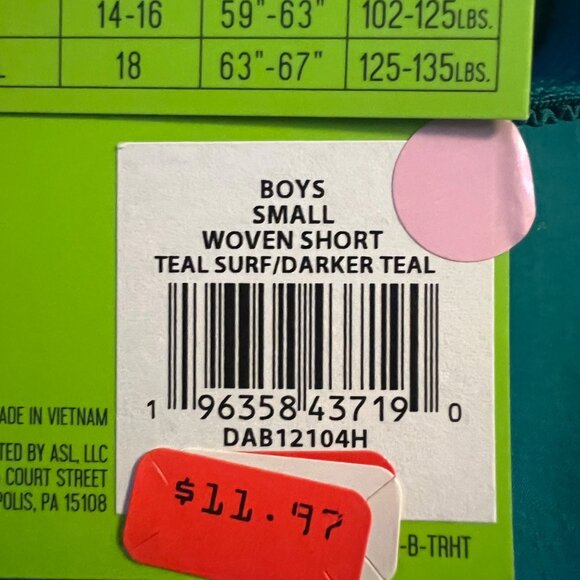 14-16 59"-63" 102-125LBS.
L 18 63"-67" 125-135LBS.
BOYS
SMALL
WOVEN SHORT
TEAL SURF/DARKER TEAL
1 96358 43719 0
DAB12104H
ADE IN VIETNAM
TED BY ASL, LLC
COURT STREET
POLIS, PA 15108
$11.97
-B-TRHT